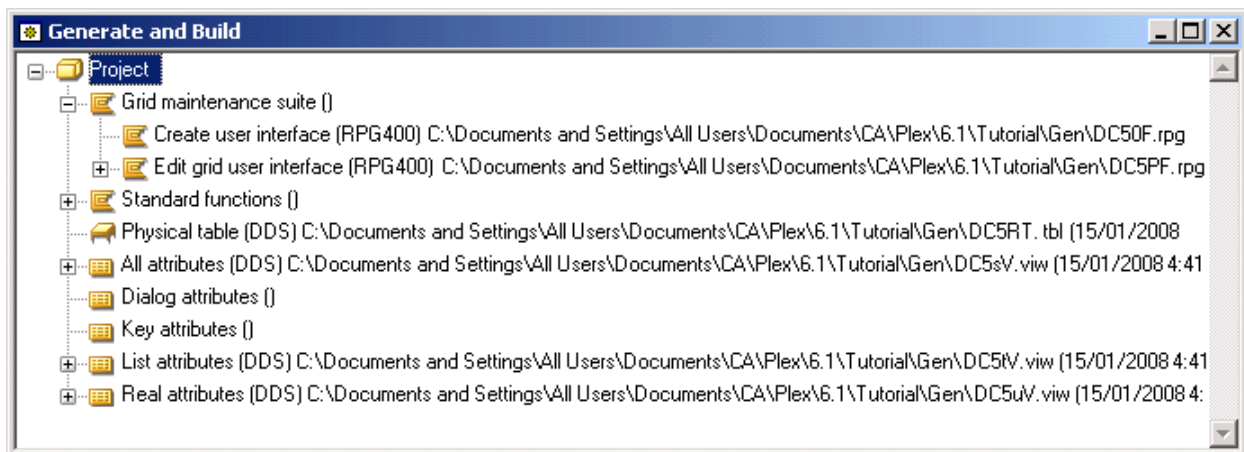 Generate and Build
Project
Grid maintenance suite ()
Create user interface (RPG400) C:\Documents and Settings\All Users\Documents\CA\Plex\6.1\Tutorial\Gen\DC50F.rpg
Edit grid user interface (RPG400) C:\Documents and Settings\All Users\Documents\CA\Plex\6.1\Tutorial\Gen\DC5PF.rpg
Standard functions ()
Physical table (DDS) C:\Documents and Settings\All Users\Documents\CA\Plex\6.1\Tutorial\Gen\DC5RT. tbl (15/01/2008
All attributes (DDS) C:\Documents and Settings\All Users\Documents\CA\Plex\6.1\Tutorial\Gen\DC5sV.viw (15/01/2008 4:41
Dialog attributes ()
Key attributes ()
List attributes (DDS) C:\Documents and Settings\All Users\Documents\CA\Plex\6.1\Tutorial\Gen\DC5tV.viw (15/01/2008 4:41
Real attributes (DDS) C:\Documents and Settings\All Users\Documents\CA\Plex\6.1\Tutorial\Gen\DC5uV.viw (15/01/2008 4: